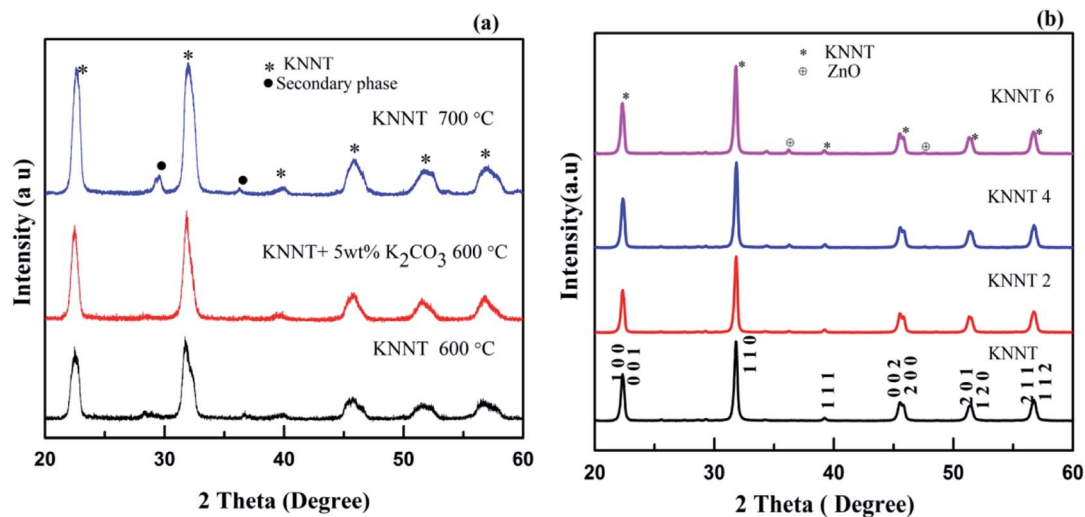 (a)
* KNNT
● Secondary phase
KNNT 700 °C
KNNT+ 5wt% K₂CO₃ 600 °C
KNNT 600 °C
Intensity (a u)
20 30 40 50 60
2 Theta (Degree)
(b)
* KNNT
⊕ ZnO
KNNT 6
KNNT 4
KNNT 2
KNNT
1 0 0
0 0 1
1 1 0
1 1 1
0 0 2
2 0 0
2 0 1
1 2 0
2 1 1
1 1 2
Intensity(a.u)
20 30 40 50 60
2 Theta ( Degree)